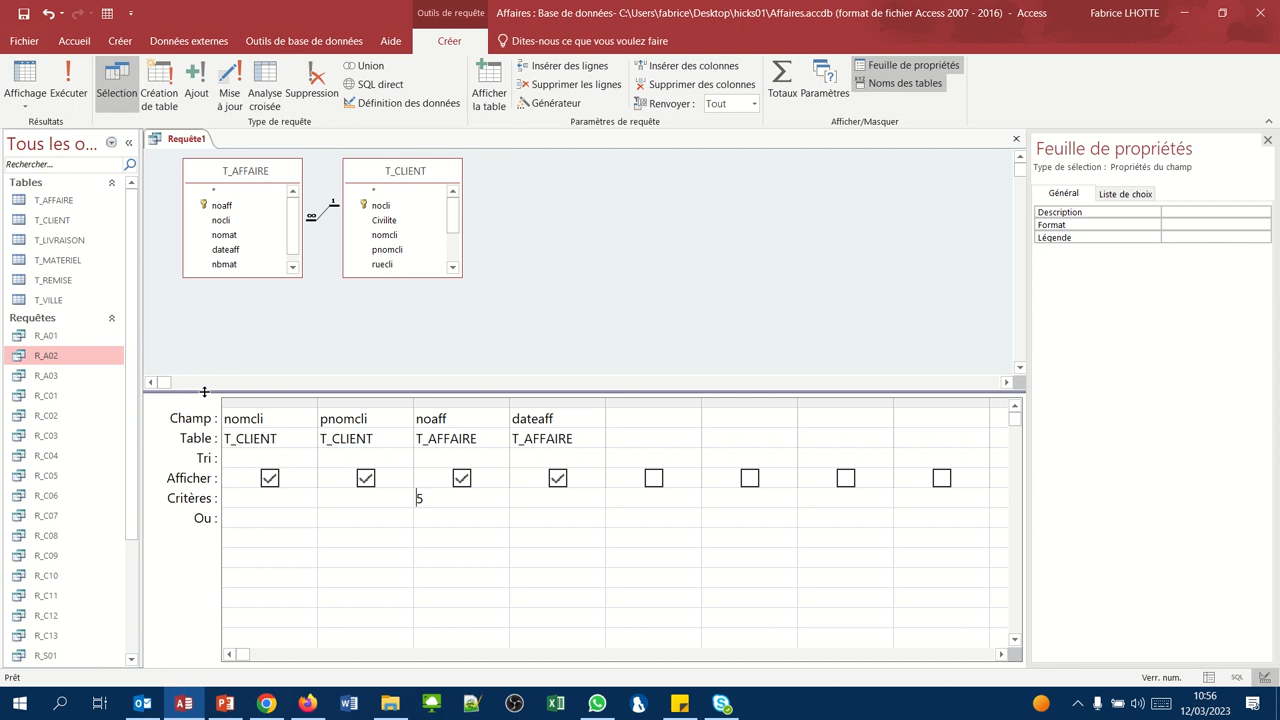 Outils de requête
Affaires : Base de données- C:\Users\fabrice\Desktop\hicks01\Affaires.accdb (format de fichier Access 2007 - 2016) - Access
Fabrice LHOTTE
Fichier
Accueil
Créer
Données externes
Outils de base de données
Aide
Créer
Dites-nous ce que vous voulez faire
Affichage
Exécuter
Résultats
Sélection
Création de table
Ajout
Mise à jour
Analyse croisée
Suppression
Union
SQL direct
Définition des données
Type de requête
Afficher la table
Insérer des lignes
Supprimer les lignes
Générateur
Insérer des colonnes
Supprimer des colonnes
Renvoyer : Tout
Paramètres de requête
Totaux
Paramètres
Feuille de propriétés
Noms des tables
Afficher/Masquer
Tous les o...
Rechercher...
Tables
T_AFFAIRE
T_CLIENT
T_LIVRAISON
T_MATERIEL
T_REMISE
T_VILLE
Requêtes
R_A01
R_A02
R_A03
R_C01
R_C02
R_C03
R_C04
R_C05
R_C06
R_C07
R_C08
R_C09
R_C10
R_C11
R_C12
R_C13
R_S01
Requête1
T_AFFAIRE
*
noaff
nocli
nomat
dateaff
nbmat
∞ 1
T_CLIENT
*
nocli
Civilite
nomcli
pnomcli
ruecli
Champ : nomcli pnomcli noaff dateaff
Table : T_CLIENT T_CLIENT T_AFFAIRE T_AFFAIRE
Tri :
Afficher :
Critères : 5
Ou :
Feuille de propriétés
Type de sélection : Propriétés du champ
Général
Liste de choix
Description
Format
Légende
Prêt
Verr. num.
SQL
10:56
12/03/2023